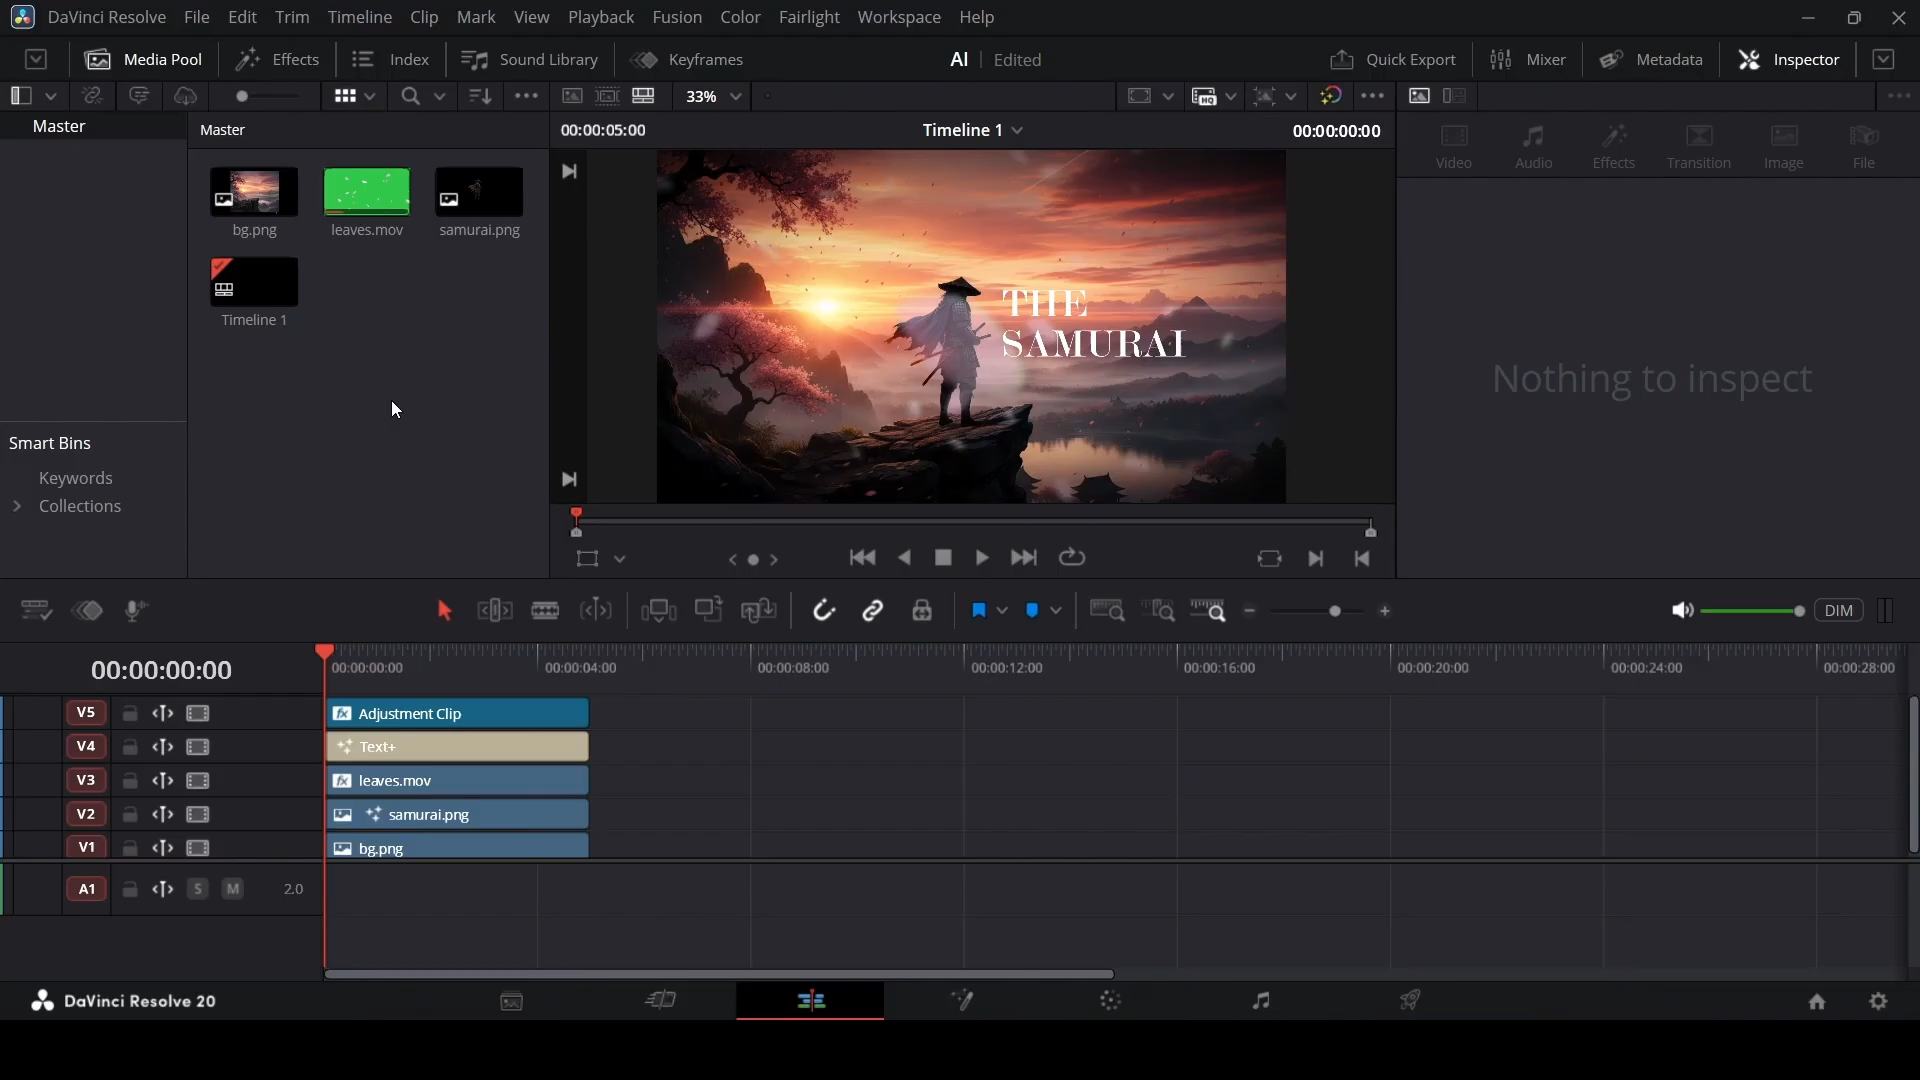 DaVinci Resolve File Edit Trim Timeline Clip Mark View Playback Fusion Color Fairlight Workspace Help
Media Pool Effects Index Sound Library Keyframes AI Edited Quick Export Mixer Metadata Inspector
33% HQ
Master Master 00:00:05:00 Timeline 1 00:00:00:00
Video Audio Effects Transition Image File
bg.png leaves.mov samurai.png
Timeline 1
THE
SAMURAI
Nothing to inspect
Smart Bins
Keywords
Collections
DIM
00:00:00:00 00:00:00:00 00:00:04:00 00:00:08:00 00:00:12:00 00:00:16:00 00:00:20:00 00:00:24:00 00:00:28:00
V5 fx Adjustment Clip
V4 Text+
V3 fx leaves.mov
V2 samurai.png
V1 bg.png
A1 S M 2.0
DaVinci Resolve 20